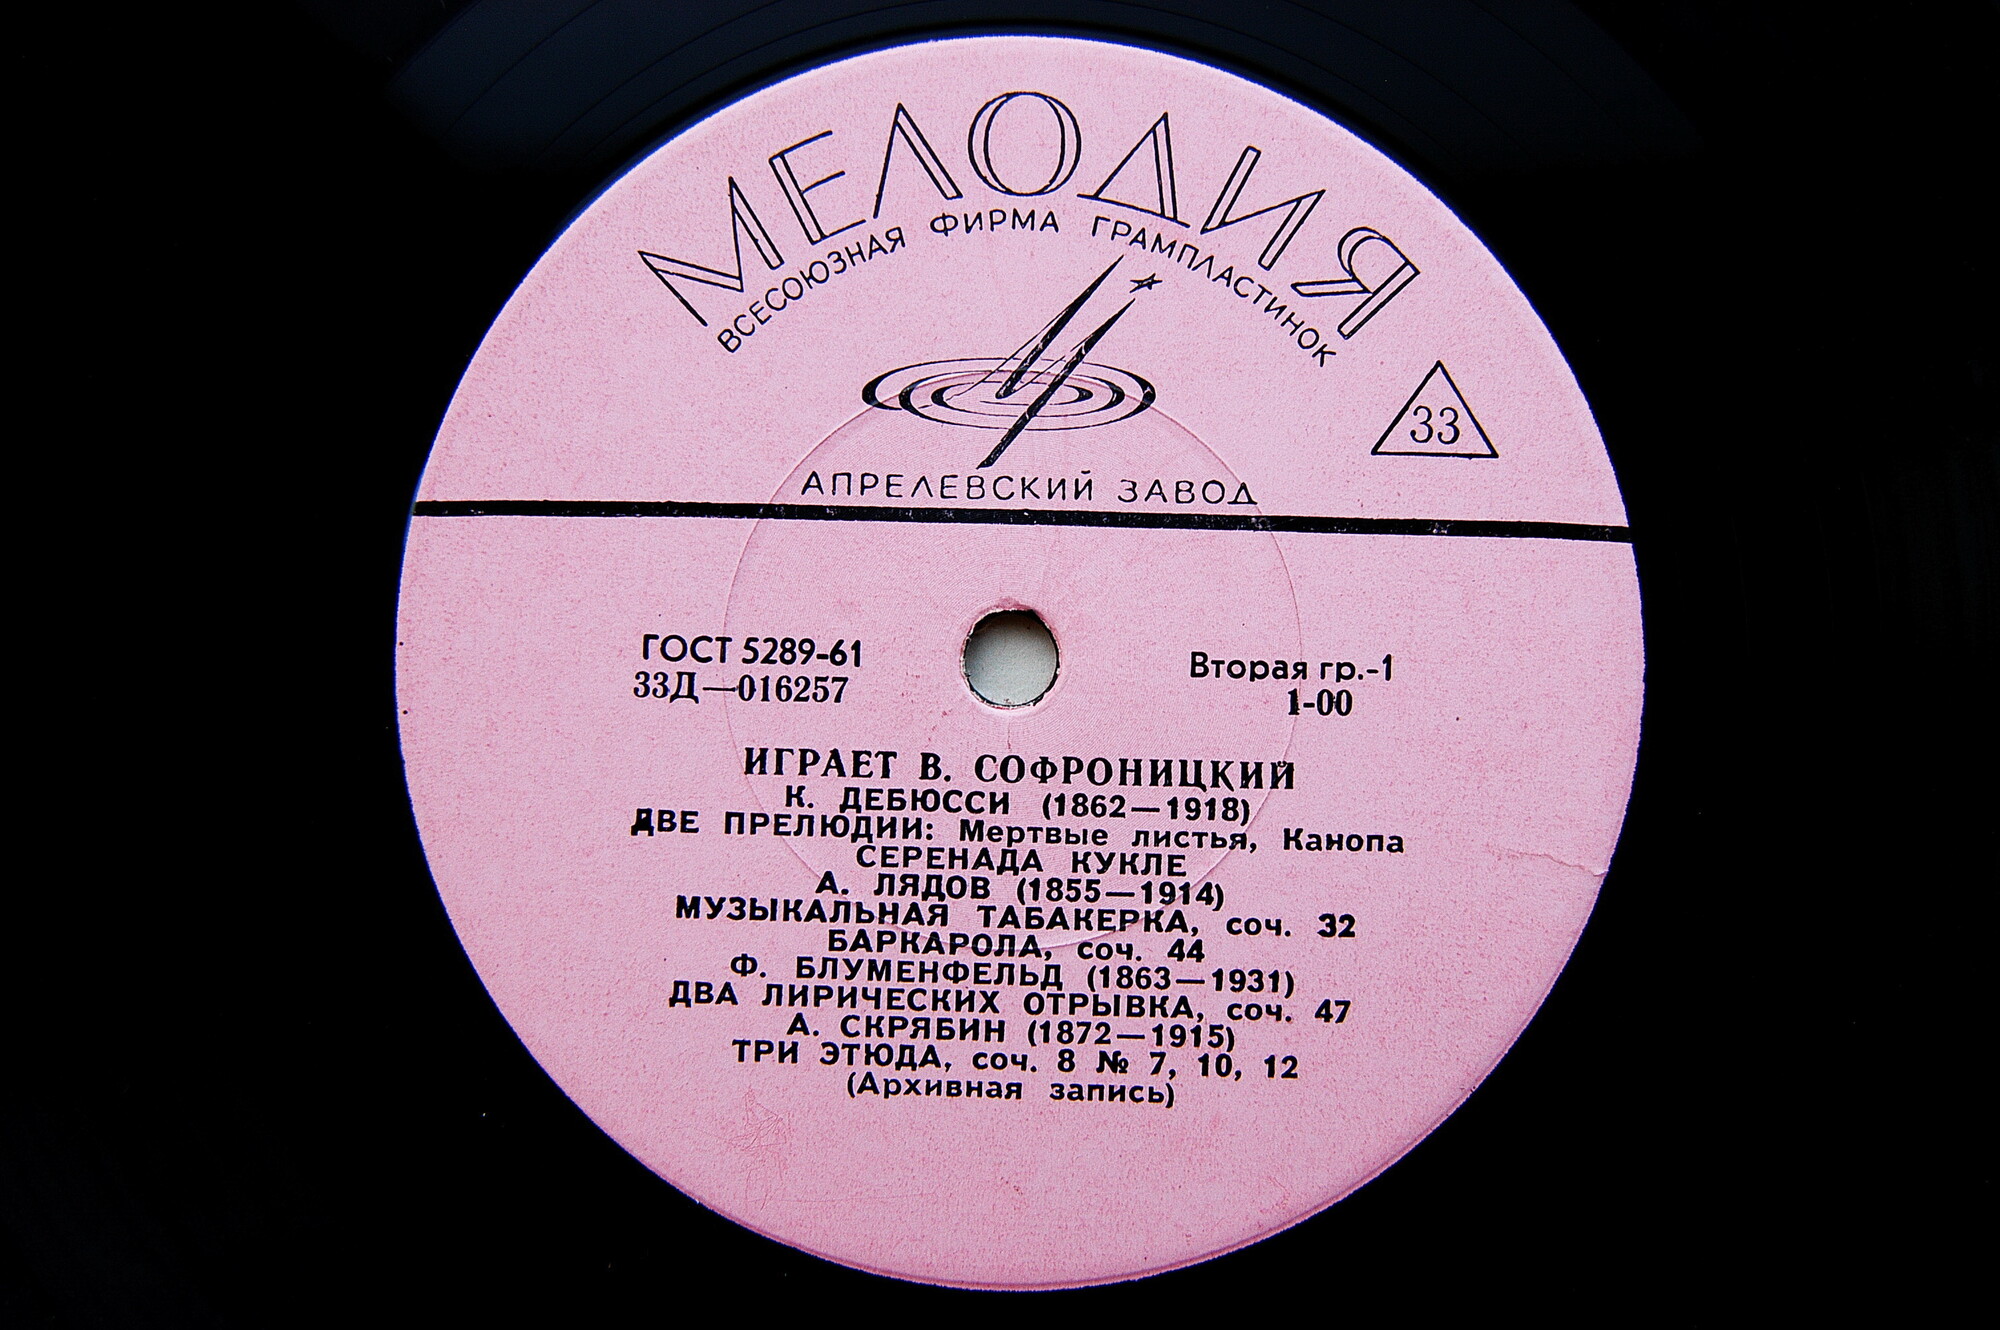 МЕЛОДИЯ
ВСЕСОЮЗНАЯ ФИРМА ГРАМПЛАСТИНОК
33
АПРЕЛЕВСКИЙ ЗАВОД
ГОСТ 5289-61
33Д—016257
Вторая гр.-1
1-00
ИГРАЕТ В. СОФРОНИЦКИЙ
К. ДЕБЮССИ (1862—1918)
ДВЕ ПРЕЛЮДИИ: Мертвые листья, Канопа
СЕРЕНАДА КУКЛЕ
А. ЛЯДОВ (1855—1914)
МУЗЫКАЛЬНАЯ ТАБАКЕРКА, соч. 32
БАРКАРОЛА, соч. 44
Ф. БЛУМЕНФЕЛЬД (1863—1931)
ДВА ЛИРИЧЕСКИХ ОТРЫВКА, соч. 47
А. СКРЯБИН (1872—1915)
ТРИ ЭТЮДА, соч. 8 № 7, 10, 12
(Архивная запись)